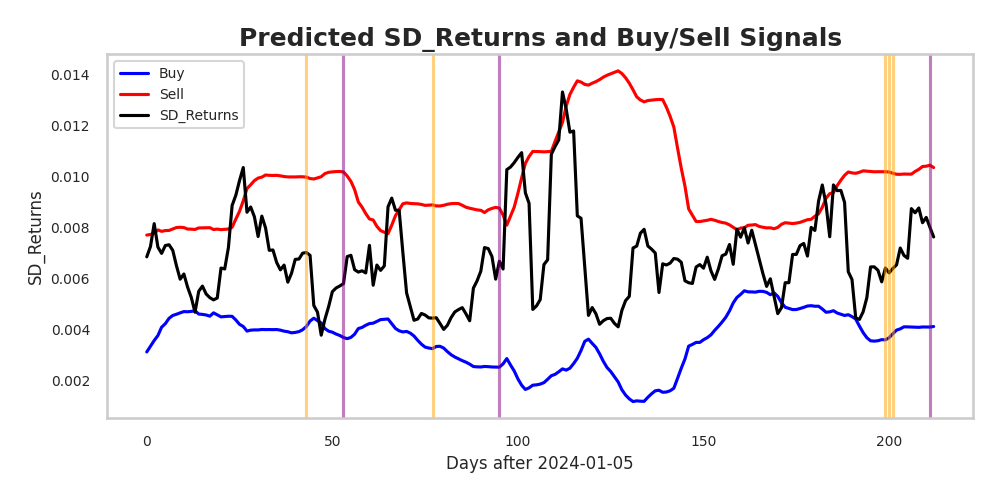 Predicted SD_Returns and Buy/Sell Signals
Buy
Sell
SD_Returns
0.014
0.012
0.010
0.008
0.006
0.004
0.002
SD_Returns
0
50
100
150
200
Days after 2024-01-05